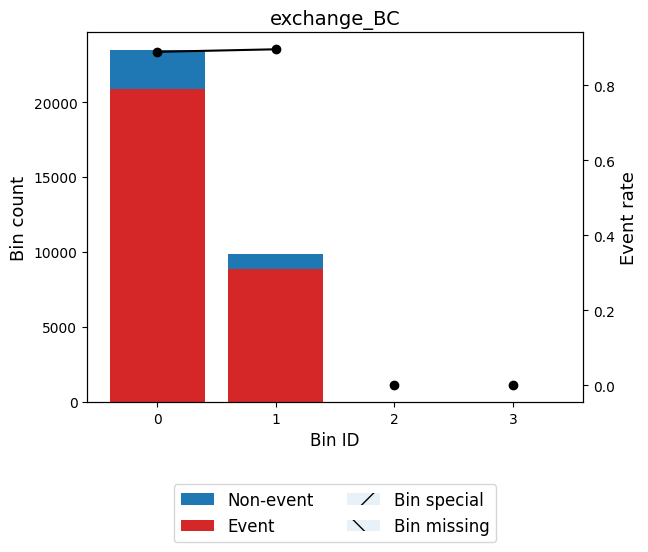 exchange_BC
Bin count
20000
15000
10000
5000
0
0.8
0.6
0.4
0.2
0.0
Event rate
0 1 2 3
Bin ID
Non-event Bin special
Event Bin missing